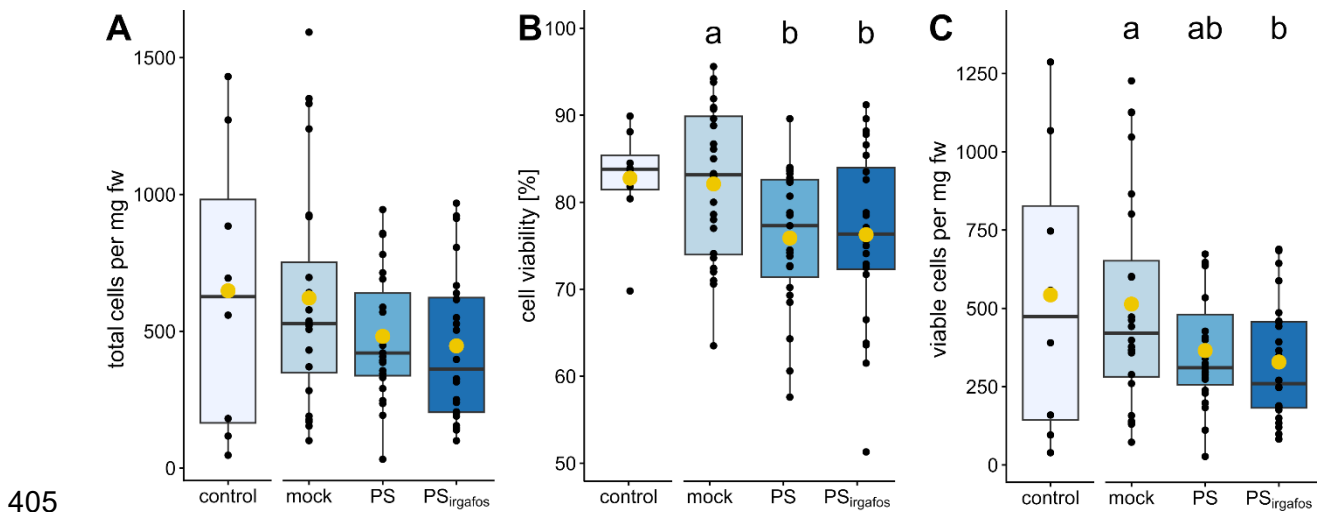 A
total cells per mg fw
1500
1000
500
0
control mock PS PSirgafos
B
a b b
cell viability [%]
100
90
80
70
60
50
control mock PS PSirgafos
C
a ab b
viable cells per mg fw
1250
1000
750
500
250
0
control mock PS PSirgafos
405